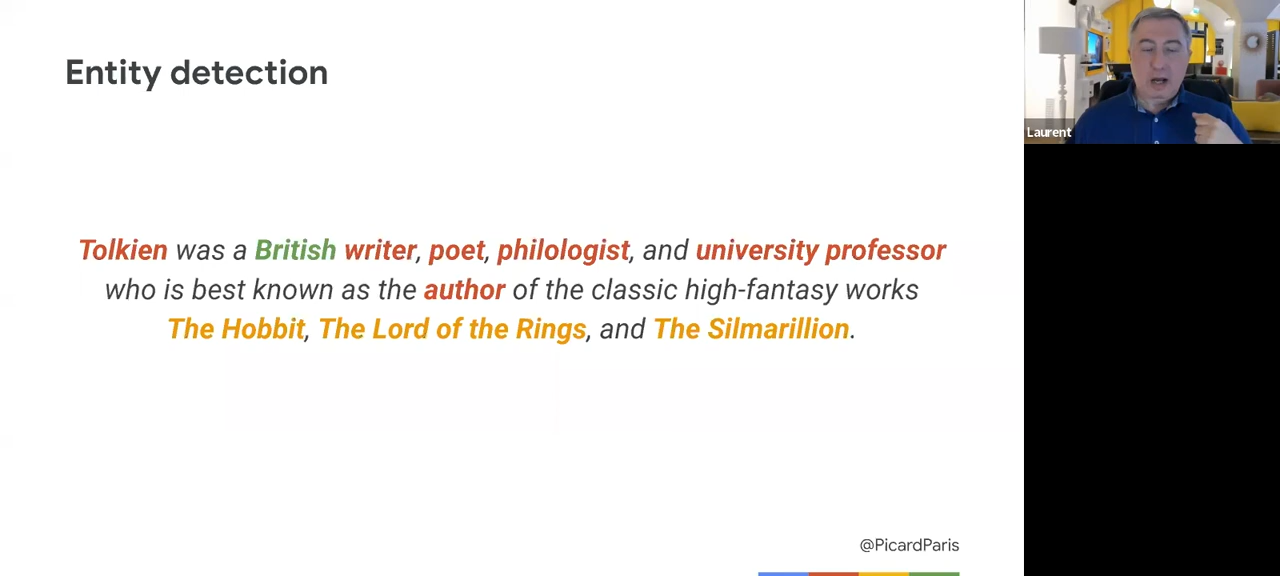 Entity detection
Laurent
Tolkien was a British writer, poet, philologist, and university professor
who is best known as the author of the classic high-fantasy works
The Hobbit, The Lord of the Rings, and The Silmarillion.
@PicardParis